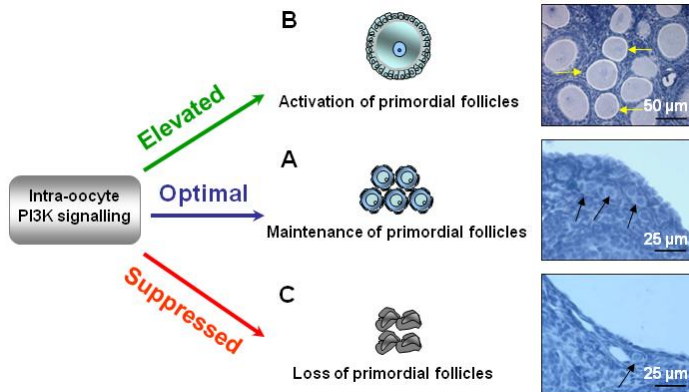 B
Activation of primordial follicles
50 µm
Elevated
Intra-oocyte
PI3K signalling
Optimal
A
Maintenance of primordial follicles
25 µm
Suppressed
C
Loss of primordial follicles
25 µm